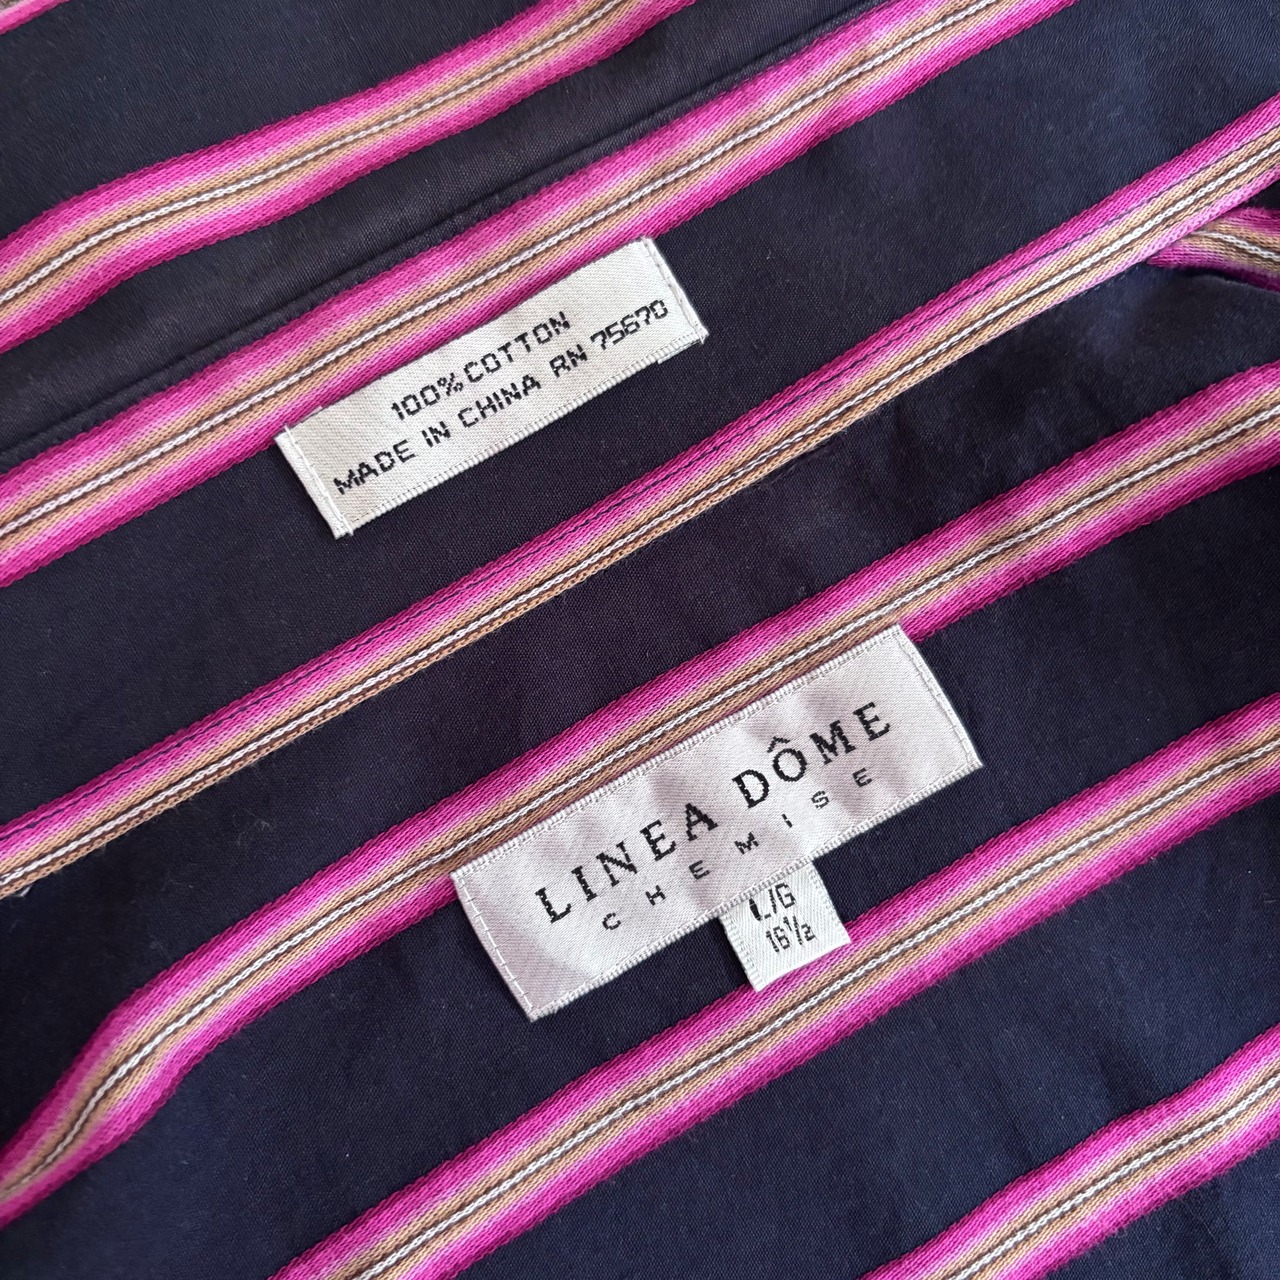 100% COTTON
MADE IN CHINA RN 75670
LINEA DÔME
CHEMISE
L/G
16½